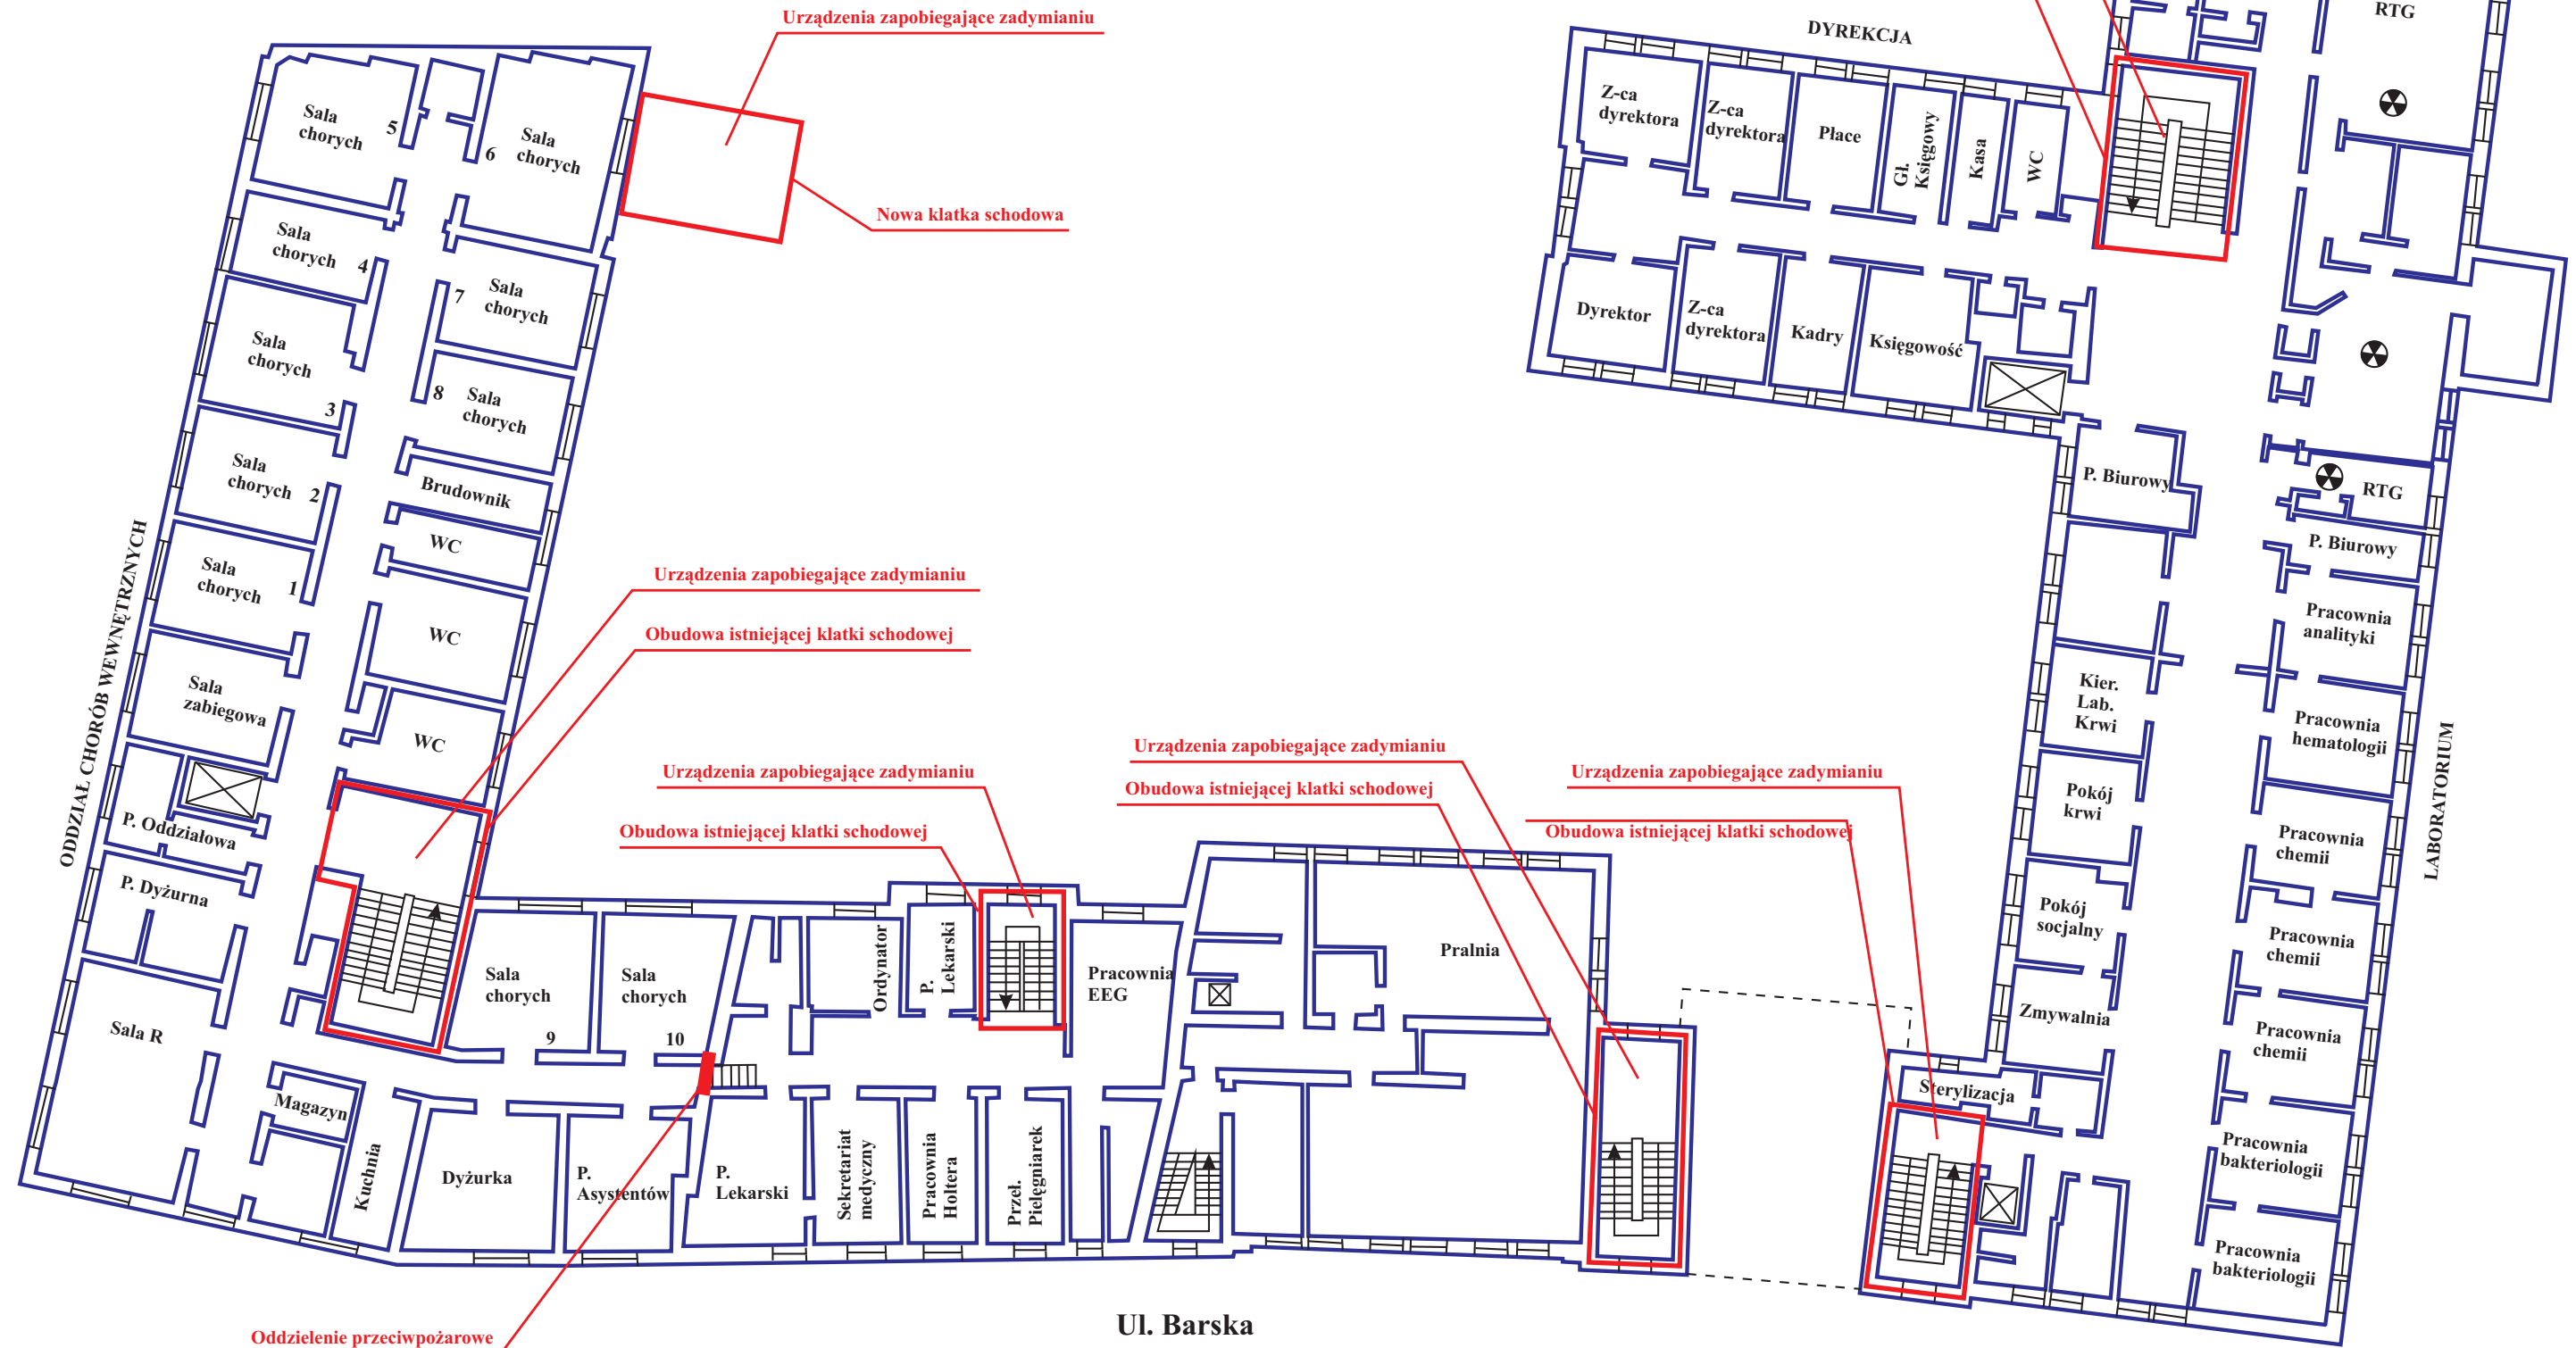 Urządzenia zapobiegające zadymianiu
Nowa klatka schodowa
DYREKCJA
RTG
Sala
chorych
5
6
Sala
chorych
Sala
chorych
4
7
Sala
chorych
Sala
chorych
3
8
Sala
chorych
Sala
chorych
2
Brudownik
WC
Sala
chorych
1
WC
Sala
zabiegowa
WC
ODDZIAŁ CHORÓB WEWNĘTRZNYCH
P. Oddziałowa
P. Dyżurna
Sala R
Magazyn
Kuchnia
Urządzenia zapobiegające zadymianiu
Obudowa istniejącej klatki schodowej
Urządzenia zapobiegające zadymianiu
Obudowa istniejącej klatki schodowej
Urządzenia zapobiegające zadymianiu
Obudowa istniejącej klatki schodowej
Urządzenia zapobiegające zadymianiu
Obudowa istniejącej klatki schodowej
Sala
chorych
9
Sala
chorych
10
Ordynator
P.
Lekarski
Pracownia
EEG
Pralnia
Dyżurka
P.
Asystentów
P.
Lekarski
Sekretariat
medyczny
Pracownia
Holtera
Przeł.
Pielęgniarek
Oddzielenie przeciwpożarowe
Ul. Barska
Z-ca
dyrektora
Z-ca
dyrektora
Płace
Gł.
Księgowy
Kasa
WC
Dyrektor
Z-ca
dyrektora
Kadry
Księgowość
P. Biurowy
RTG
P. Biurowy
Pracownia
analityki
Kier.
Lab.
Krwi
Pracownia
hematologii
Pokój
krwi
Pracownia
chemii
LABORATORIUM
Pokój
socjalny
Pracownia
chemii
Zmywalnia
Pracownia
chemii
Sterylizacja
Pracownia
bakteriologii
Pracownia
bakteriologii